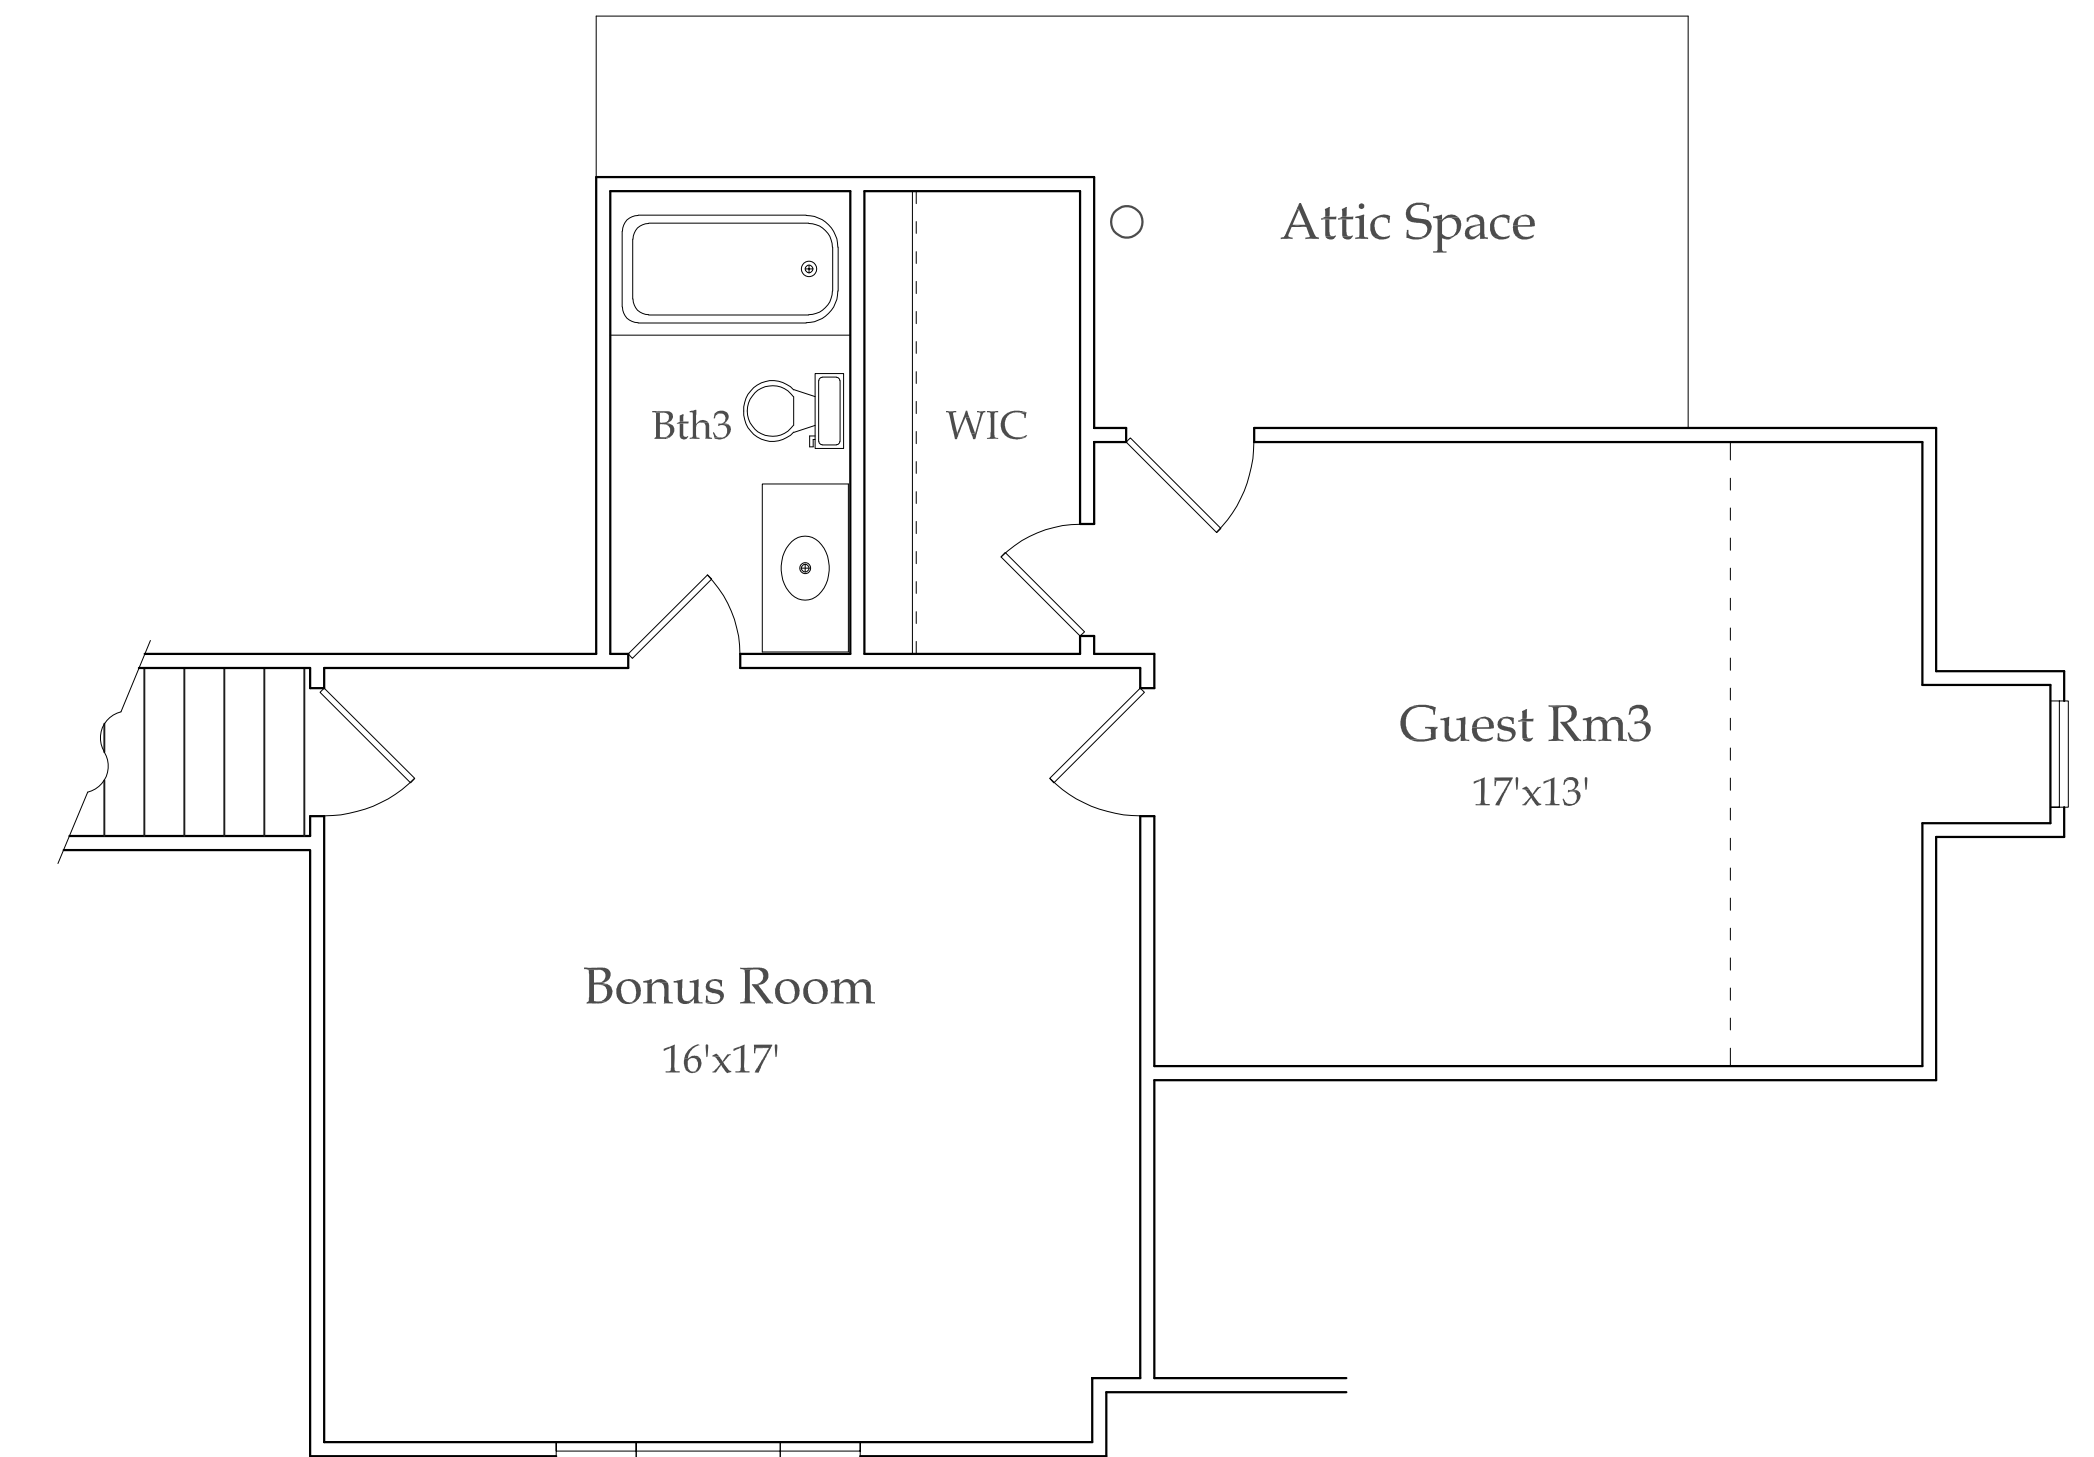 Attic Space
Bth3
WIC
Guest Rm3
17'x13'
Bonus Room
16'x17'